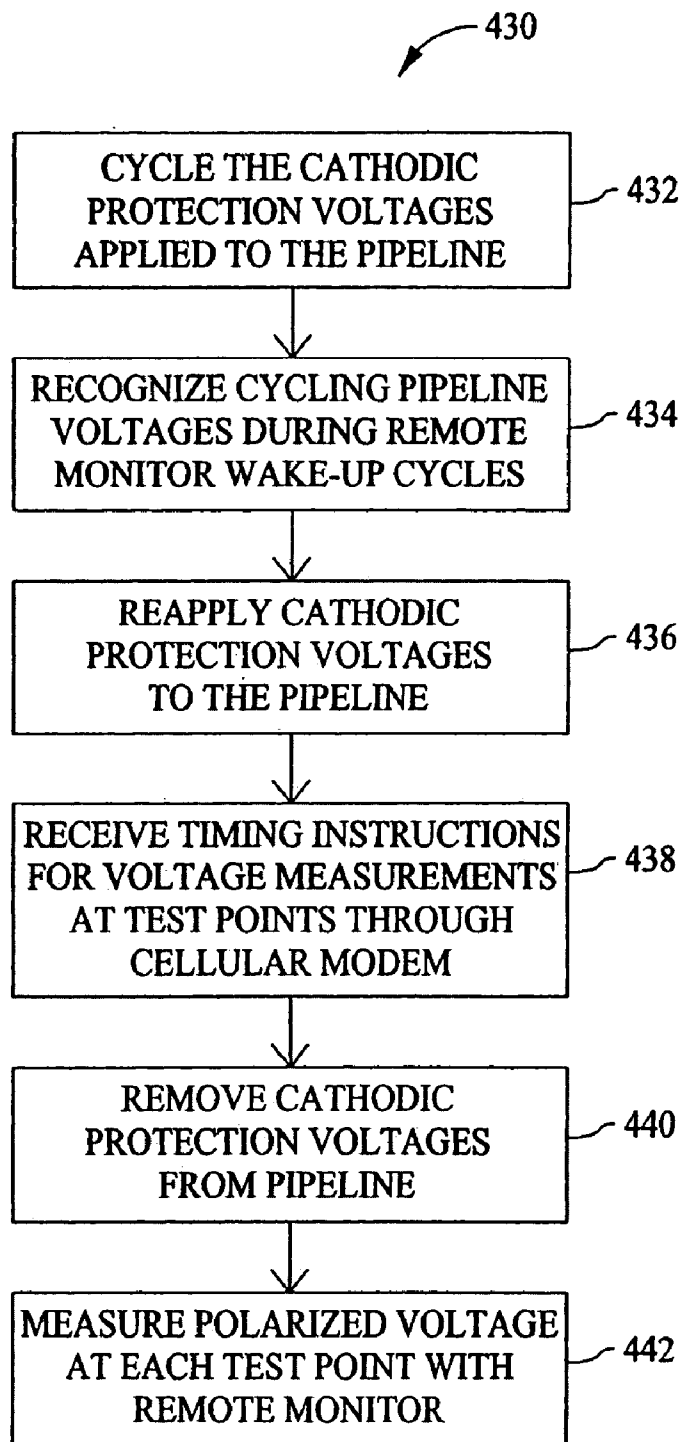 430
CYCLE THE CATHODIC
PROTECTION VOLTAGES
APPLIED TO THE PIPELINE
432
RECOGNIZE CYCLING PIPELINE
VOLTAGES DURING REMOTE
MONITOR WAKE-UP CYCLES
434
REAPPLY CATHODIC
PROTECTION VOLTAGES
TO THE PIPELINE
436
RECEIVE TIMING INSTRUCTIONS
FOR VOLTAGE MEASUREMENTS
AT TEST POINTS THROUGH
CELLULAR MODEM
438
REMOVE CATHODIC
PROTECTION VOLTAGES
FROM PIPELINE
440
MEASURE POLARIZED VOLTAGE
AT EACH TEST POINT WITH
REMOTE MONITOR
442